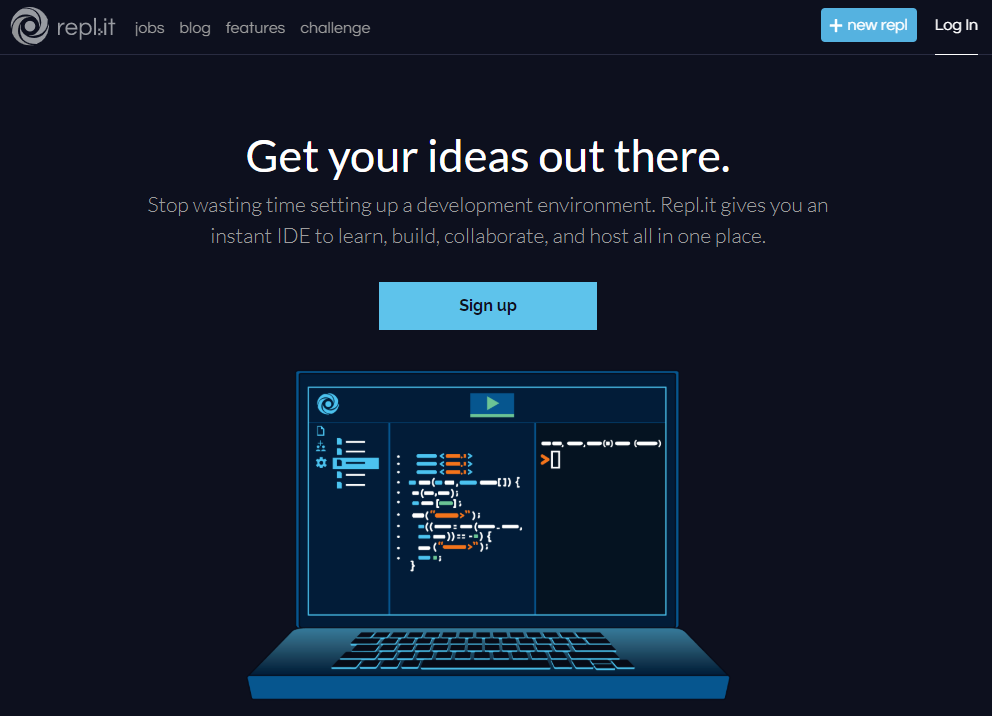 repl.it jobs blog features challenge + new repl Log In
Get your ideas out there.
Stop wasting time setting up a development environment. Repl.it gives you an
instant IDE to learn, build, collaborate, and host all in one place.
Sign up